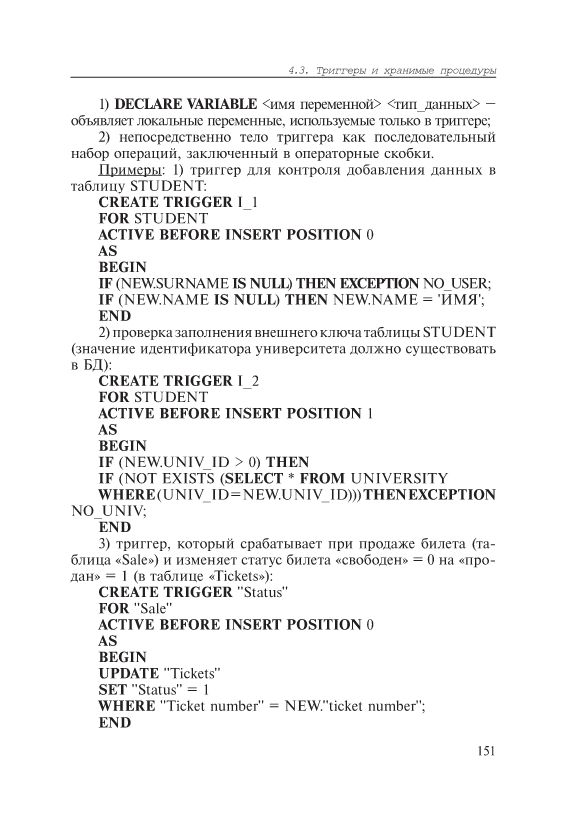 4.3. Триггеры и хранимые процедуры
1) DECLARE VARIABLE <имя переменной> <тип_данных> –
объявляет локальные переменные, используемые только в триггере;
2) непосредственно тело триггера как последовательный
набор операций, заключенный в операторные скобки.
Примеры: 1) триггер для контроля добавления данных в
таблицу STUDENT:
CREATE TRIGGER I_1
FOR STUDENT
ACTIVE BEFORE INSERT POSITION 0
AS
BEGIN
IF (NEW.SURNAME IS NULL) THEN EXCEPTION NO_USER;
IF (NEW.NAME IS NULL) THEN NEW.NAME = 'ИМЯ';
END
2) проверка заполнения внешнего ключа таблицы STUDENT
(значение идентификатора университета должно существовать
в БД):
CREATE TRIGGER I_2
FOR STUDENT
ACTIVE BEFORE INSERT POSITION 1
AS
BEGIN
IF (NEW.UNIV_ID > 0) THEN
IF (NOT EXISTS (SELECT * FROM UNIVERSITY
WHERE (UNIV_ID=NEW.UNIV_ID))) THEN EXCEPTION
NO_UNIV;
END
3) триггер, который срабатывает при продаже билета (та-
блица «Sale») и изменяет статус билета «свободен» = 0 на «про-
дан» = 1 (в таблице «Tickets»):
CREATE TRIGGER "Status"
FOR "Sale"
ACTIVE BEFORE INSERT POSITION 0
AS
BEGIN
UPDATE "Tickets"
SET "Status" = 1
WHERE "Ticket number" = NEW."ticket number";
END
151